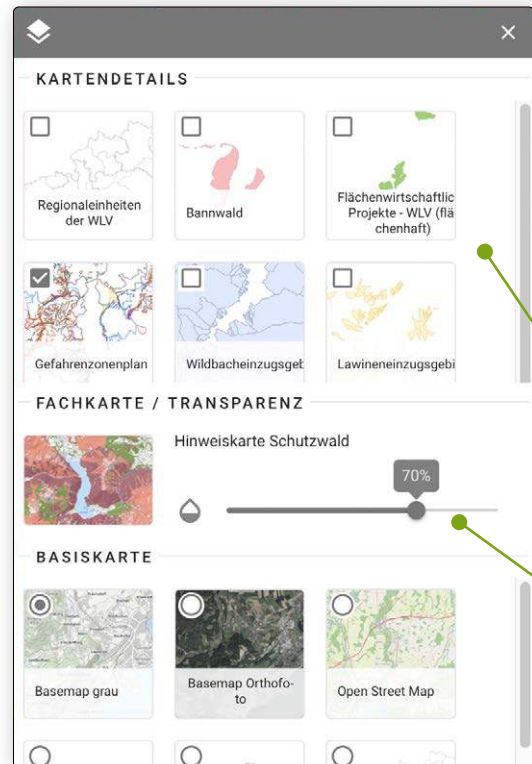 KARTENDETAILS
Regionaleinheiten
der WLV
Bannwald
Flächenwirtschaftlic
Projekte - WLV (flä
chenhaft)
Gefahrenzonenplan
Wildbacheinzugsget
Lawineneinzugsgebi
FACHKARTE / TRANSPARENZ
Hinweiskarte Schutzwald
70%
BASISKARTE
Basemap grau
Basemap Orthofo-
to
Open Street Map